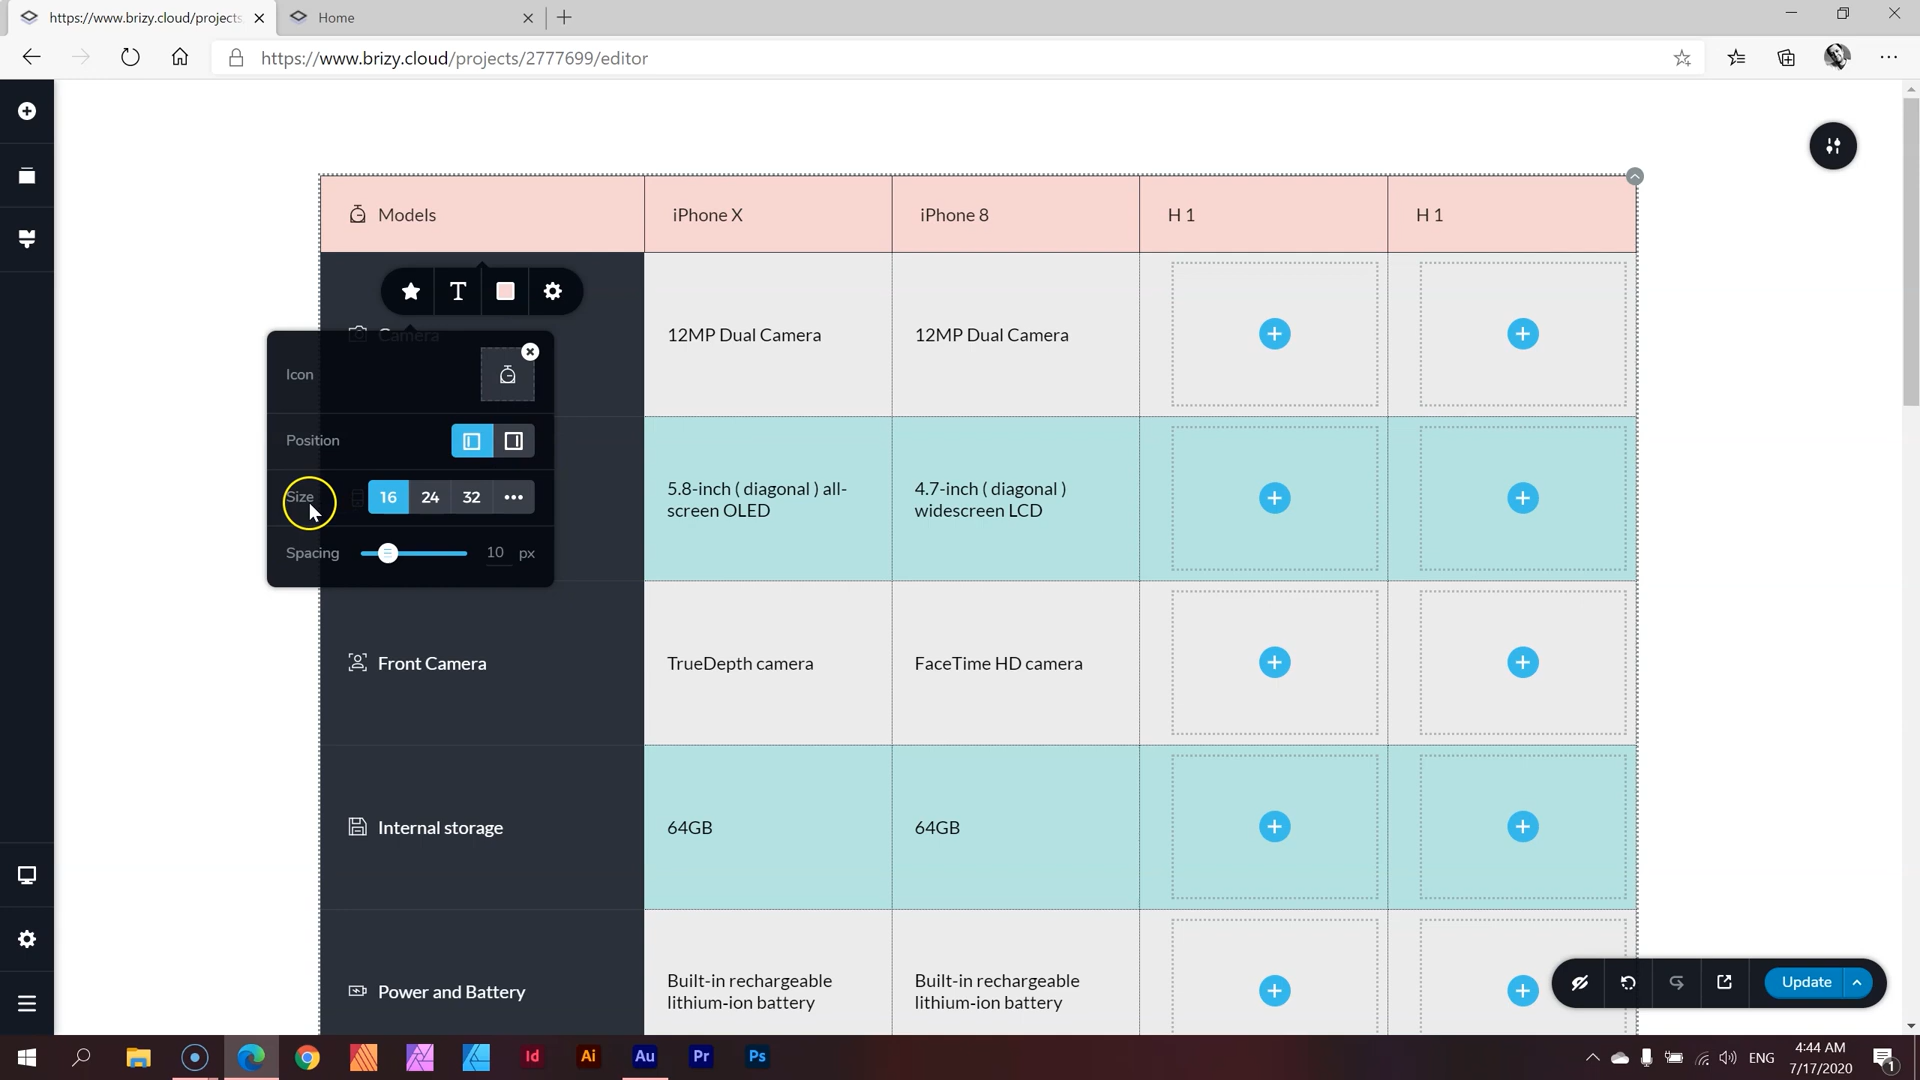 https://www.brizy.cloud/projects
Home
https://www.brizy.cloud/projects/2777699/editor
Models
iPhone X
iPhone 8
H 1
H 1
Camera
12MP Dual Camera
12MP Dual Camera
Icon
Position
Size
16
24
32
Spacing
10
px
5.8-inch ( diagonal ) all-
screen OLED
4.7-inch ( diagonal )
widescreen LCD
Front Camera
TrueDepth camera
FaceTime HD camera
Internal storage
64GB
64GB
Power and Battery
Built-in rechargeable
lithium-ion battery
Built-in rechargeable
lithium-ion battery
Update
Id
Ai
Au
Pr
Ps
ENG
4:44 AM
7/17/2020
1